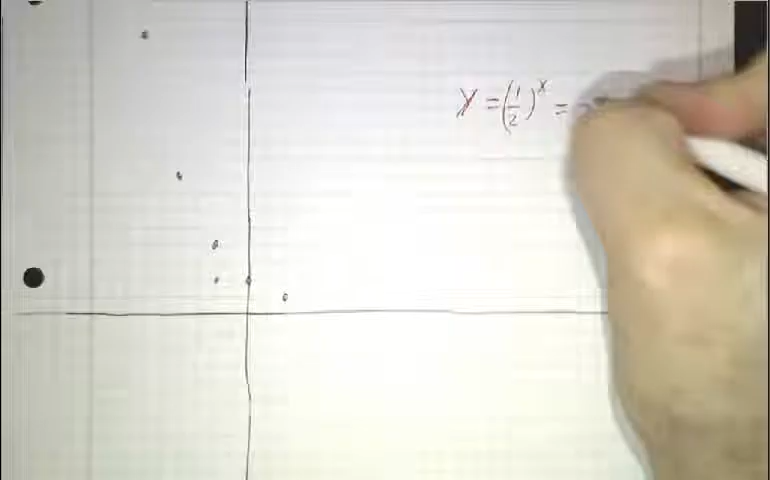 y = (1/2)^x =